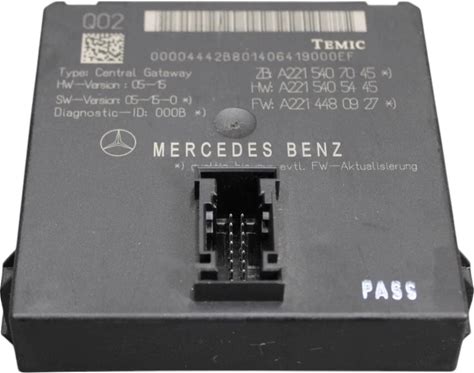 Q02
TEMIC
00004442B801406419000EF
Type: Central Gateway
HW-Version: 05-15
SW-Version: 05-15-0 *)
Diagnostic-ID: 000B *)
ZB: A221 540 70 45 *)
HW: A221 540 54 45
FW: A221 448 09 27 *)
MERCEDES BENZ
*) evtl. FW-Aktualisierung
PASS